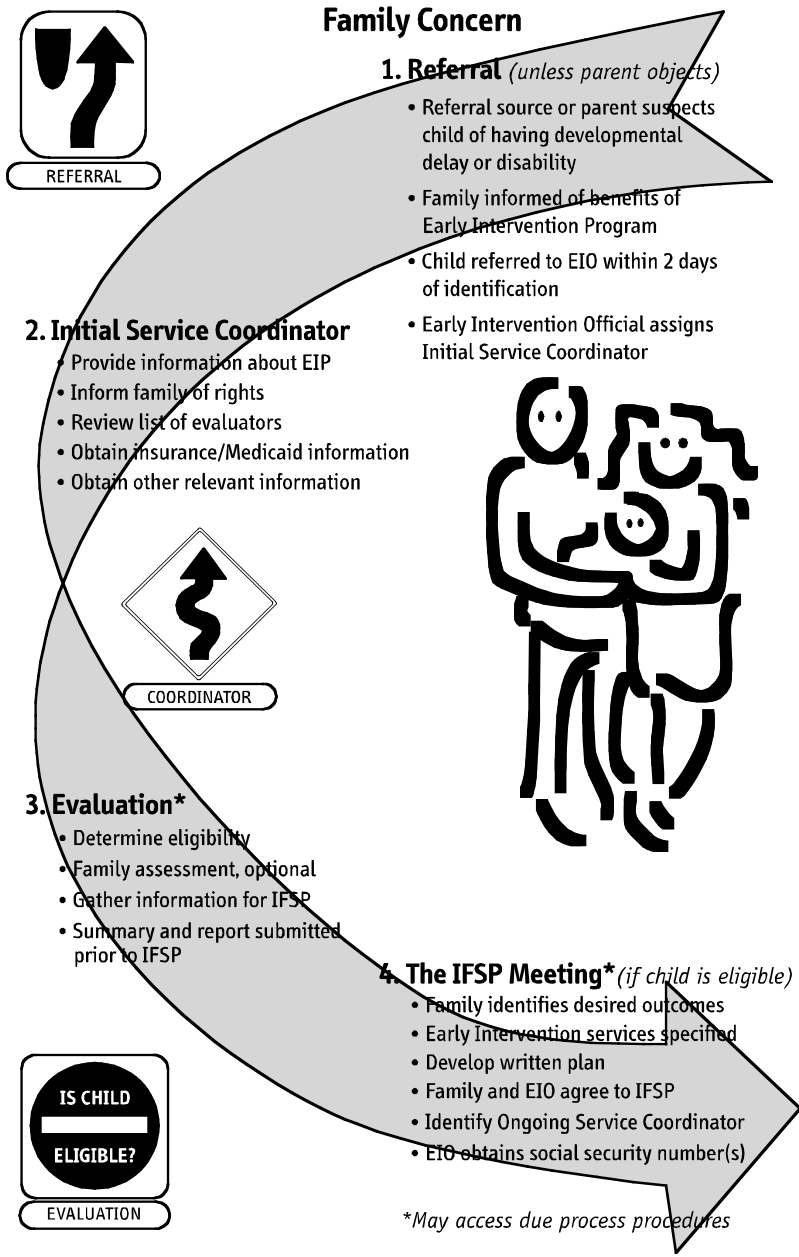 Family Concern
REFERRAL
1. Referral (unless parent objects)
• Referral source or parent suspects
child of having developmental
delay or disability
• Family informed of benefits of
Early Intervention Program
• Child referred to EIO within 2 days
of identification
• Early Intervention Official assigns
Initial Service Coordinator
2. Initial Service Coordinator
• Provide information about EIP
• Inform family of rights
• Review list of evaluators
• Obtain insurance/Medicaid information
• Obtain other relevant information
COORDINATOR
3. Evaluation*
• Determine eligibility
• Family assessment, optional
• Gather information for IFSP
• Summary and report submitted
prior to IFSP
4. The IFSP Meeting* (if child is eligible)
• Family identifies desired outcomes
• Early Intervention services specified
• Develop written plan
• Family and EIO agree to IFSP
• Identify Ongoing Service Coordinator
• EIO obtains social security number(s)
IS CHILD
ELIGIBLE?
EVALUATION
*May access due process procedures